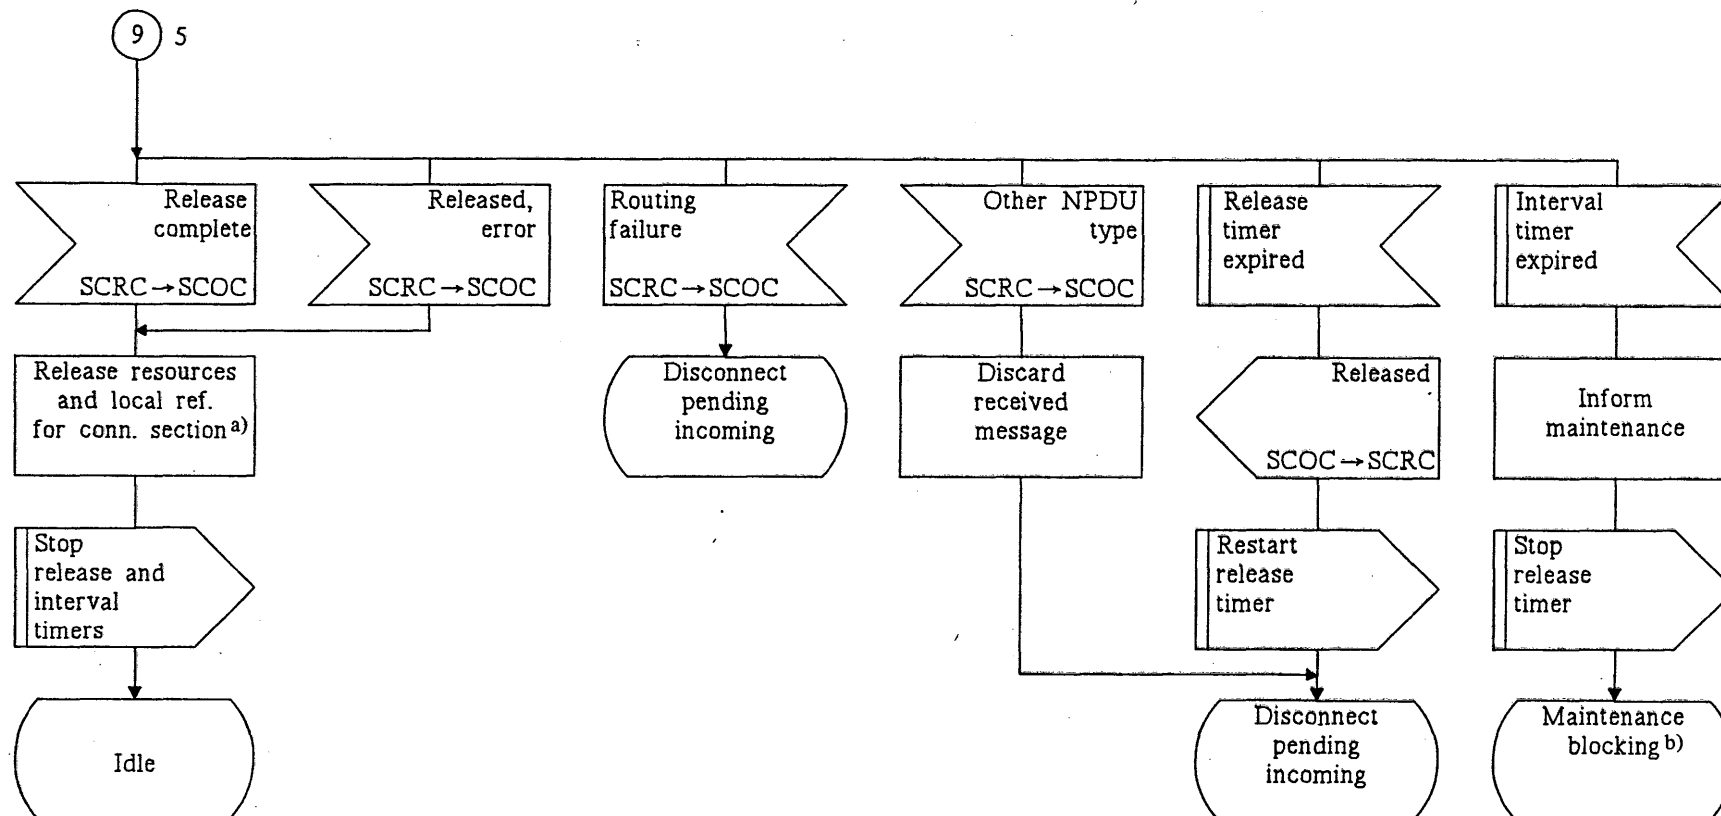 9 5
Release
complete
SCRC→SCOC
Released,
error
SCRC→SCOC
Routing
failure
SCRC→SCOC
Other NPDU
type
SCRC→SCOC
Release
timer
expired
Interval
timer
expired
Release resources
and local ref.
for conn. section a)
Disconnect
pending
incoming
Discard
received
message
Released
SCOC→SCRC
Inform
maintenance
Stop
release and
interval
timers
Restart
release
timer
Stop
release
timer
Idle
Disconnect
pending
incoming
Maintenance
blocking b)